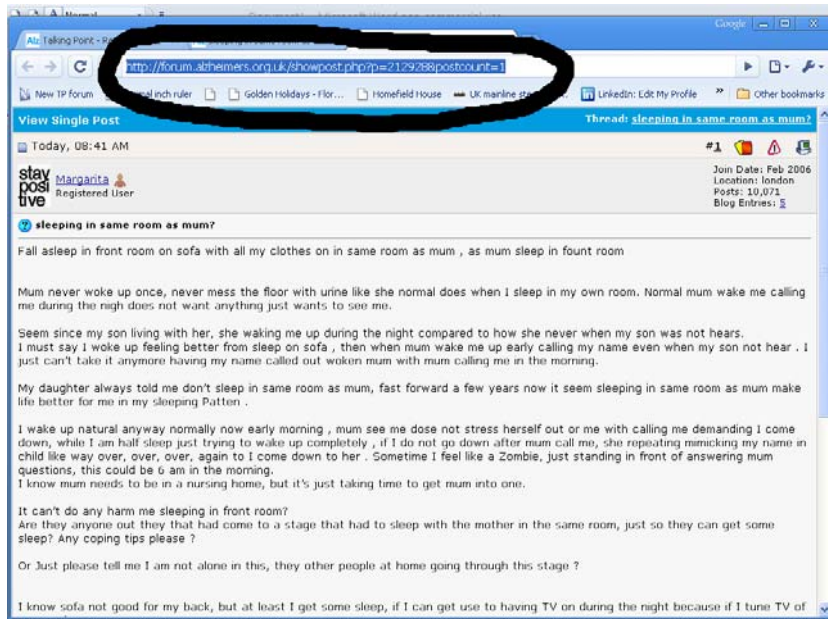 Google
Talking Point - R
http://forum.alzheimers.org.uk/showpost.php?p=212928&postcount=1
New TP forum inch ruler Golden Holidays - Flor... Homefield House UK mainline LinkedIn: Edit My Profile » Other bookmarks
View Single Post Thread: sleeping in same room as mum?
Today, 08:41 AM #1
stay positive Margarita Join Date: Feb 2006
Registered User Location: london
Posts: 10,071
Blog Entries: 5
sleeping in same room as mum?
Fall asleep in front room on sofa with all my clothes on in same room as mum , as mum sleep in fount room
Mum never woke up once, never mess the floor with urine like she normal does when I sleep in my own room. Normal mum wake me calling
me during the nigh does not want anything just wants to see me.
Seem since my son living with her, she waking me up during the night compared to how she never when my son was not hears.
I must say I woke up feeling better from sleep on sofa , then when mum wake me up early calling my name even when my son not hear . I
just can't take it anymore having my name called out woken mum with mum calling me in the morning.
My daughter always told me don't sleep in same room as mum, fast forward a few years now it seem sleeping in same room as mum make
life better for me in my sleeping Patten .
I wake up natural anyway normally now early morning , mum see me dose not stress herself out or me with calling me demanding I come
down, while I am half sleep just trying to wake up completely , if I do not go down after mum call me, she repeating mimicking my name in
child like way over, over, over, again to I come down to her . Sometime I feel like a Zombie, just standing in front of answering mum
questions, this could be 6 am in the morning.
I know mum needs to be in a nursing home, but it's just taking time to get mum into one.
It can't do any harm me sleeping in front room?
Are they anyone out they that had come to a stage that had to sleep with the mother in the same room, just so they can get some
sleep? Any coping tips please ?
Or Just please tell me I am not alone in this, they other people at home going through this stage ?
I know sofa not good for my back, but at least I get some sleep, if I can get use to having TV on during the night because if I tune TV of